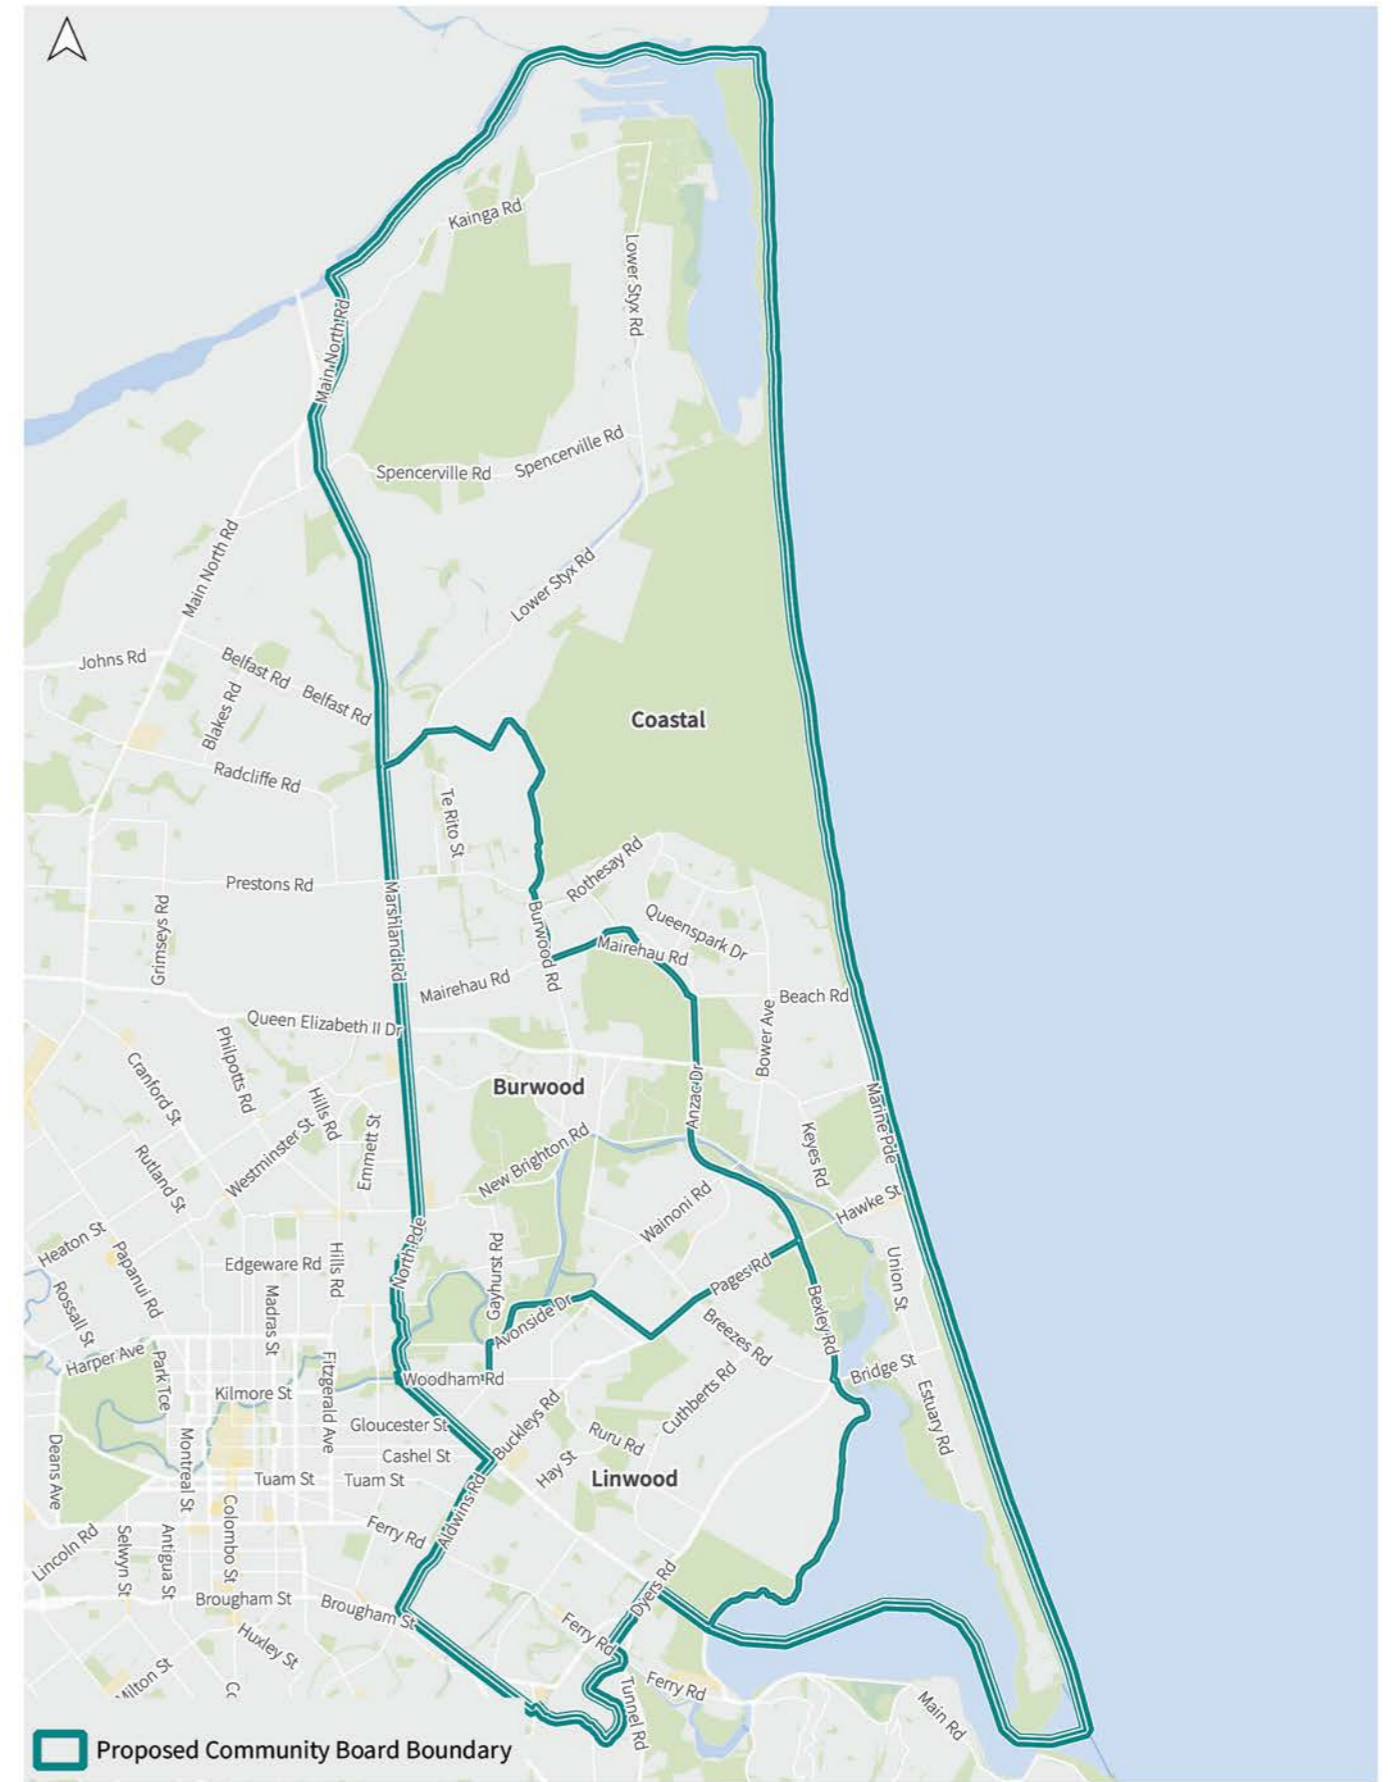 Kainga Rd
Lower Styx Rd
Main North Rd
Spencerville Rd
Spencerville Rd
Main North Rd
Lower Styx Rd
Johns Rd
Belfast Rd
Belfast Rd
Blakes Rd
Coastal
Radcliffe Rd
Te Rito St
Rothesay Rd
Prestons Rd
Grimseys Rd
Marshland Rd
Burwood Rd
Queenspark Dr
Mairehau Rd
Mairehau Rd
Beach Rd
Queen Elizabeth II Dr
Bower Ave
Philpotts Rd
Cranford St
Burwood
Anzac Dr
Marine Pde
Hills Rd
Emmett St
Westminster St
New Brighton Rd
Keyes Rd
Rutland St
Wainoni Rd
Hawke St
Heaton St
Papanui Rd
Edgeware Rd
Hills Rd
North Pde
Gayhurst Rd
Pages Rd
Union St
Rossall St
Madras St
Avonside Dr
Bexley Rd
Breezes Rd
Harper Ave
Park Tce
Fitzgerald Ave
Woodham Rd
Bridge St
Kilmore St
Cuthberts Rd
Estuary Rd
Gloucester St
Buckleys Rd
Ruru Rd
Cashel St
Deans Ave
Montreal St
Tuam St
Tuam St
Hay St
Linwood
Colombo St
Aldwins Rd
Ferry Rd
Lincoln Rd
Selwyn St
Antigua St
Brougham St
Brougham St
Dyers Rd
Ferry Rd
Huxley St
Milton St
Cc
Tunnel Rd
Ferry Rd
Main Rd
Proposed Community Board Boundary